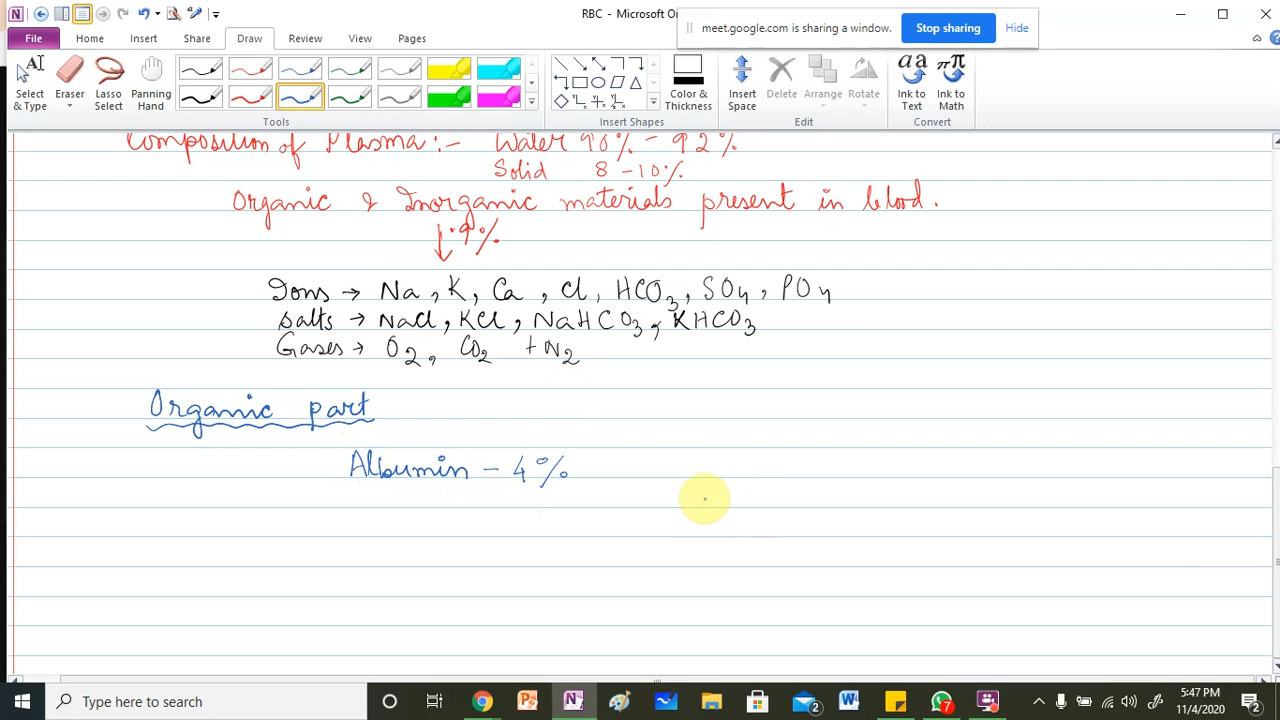 RBC - Microsoft On
meet.google.com is sharing a window. Stop sharing Hide
File Home Insert Share Draw Review View Pages
Select & Type Eraser Lasso Select Panning Hand Color & Thickness Insert Space Delete Arrange Rotate Ink to Text Ink to Math
Tools Insert Shapes Edit Convert
Composition of Plasma :- Water 90% - 92%
Solid 8 - 10%
Organic & Inorganic materials present in blood.
↓ .9%
Ions → Na, K, Ca, Cl, HCO3, SO4, PO4
Salts → NaCl, KCl, NaHCO3, KHCO3
Gases → O2, CO2 + N2
Organic part
Albumin - 4%
Type here to search
5:47 PM
11/4/2020